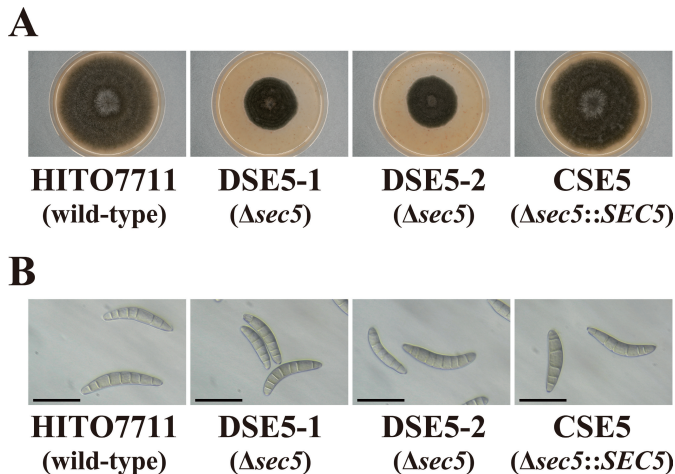 A
HITO7711 DSE5-1 DSE5-2 CSE5
(wild-type) (Δsec5) (Δsec5) (Δsec5::SEC5)
B
HITO7711 DSE5-1 DSE5-2 CSE5
(wild-type) (Δsec5) (Δsec5) (Δsec5::SEC5)